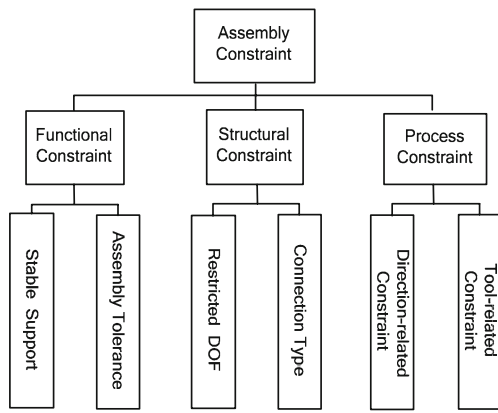 Assembly
Constraint
Functional
Constraint
Structural
Constraint
Process
Constraint
Stable Support
Assembly Tolerance
Restricted DOF
Connection Type
Direction-related
Constraint
Tool-related
Constraint